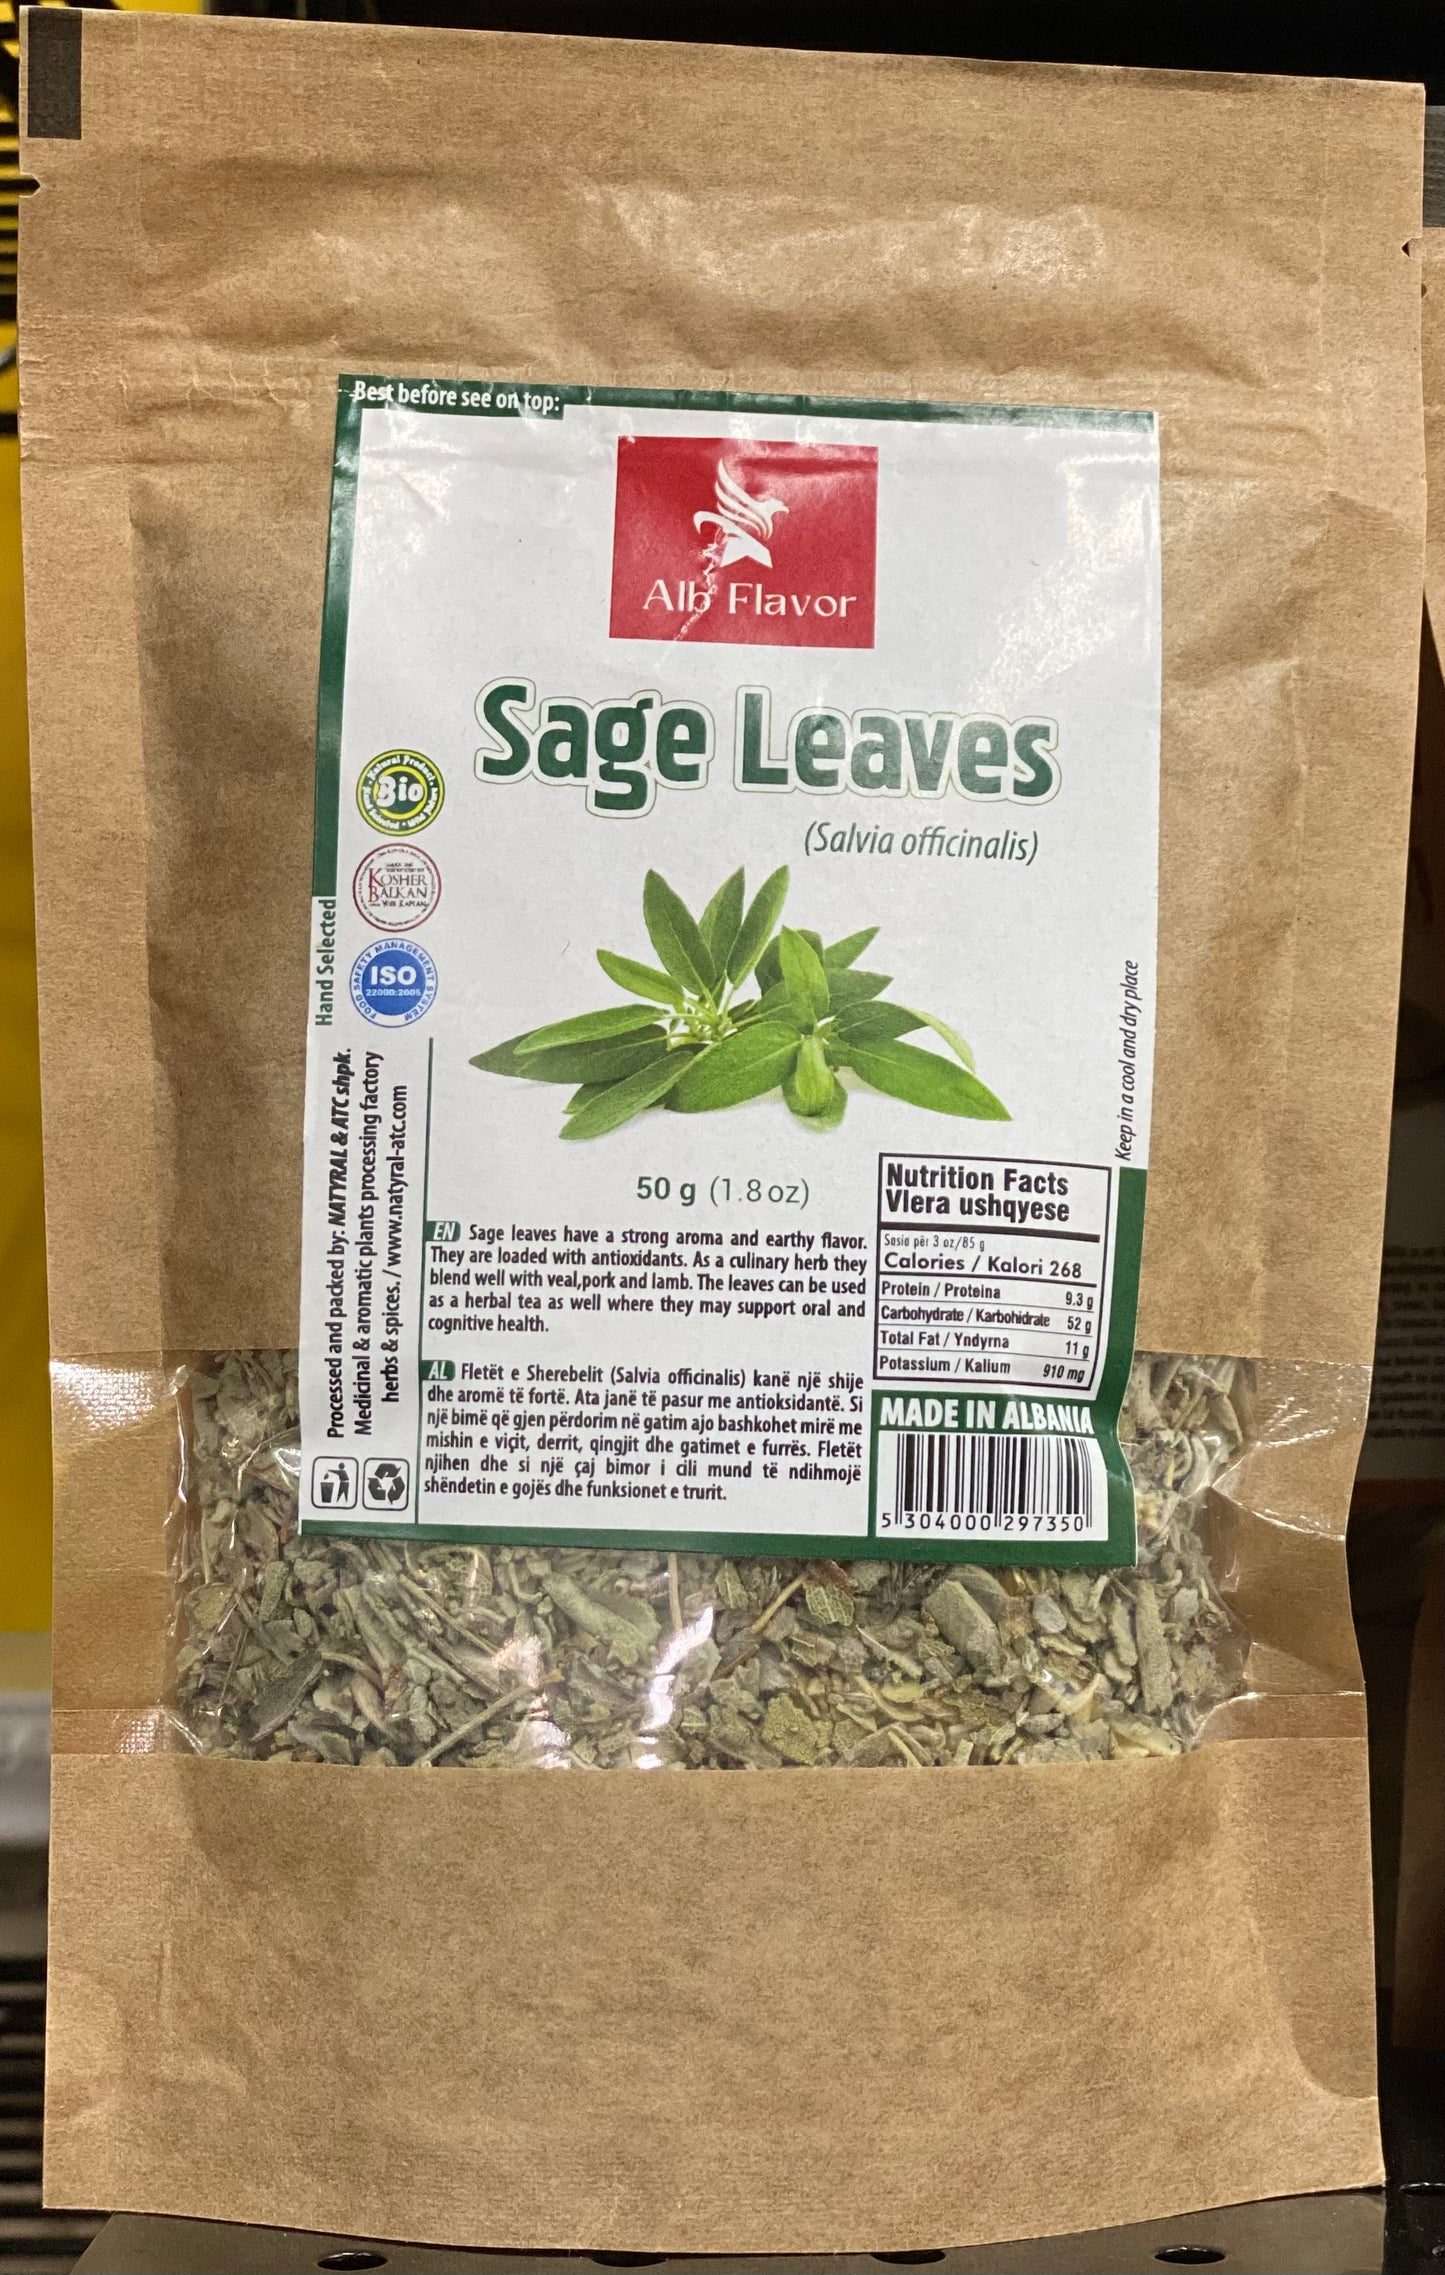 Best before see on top:
Alb Flavor
Sage Leaves
(Salvia officinalis)
Natural Product
Bio
KOSHER
BALKAN
FOOD SAFETY MANAGEMENT SYSTEM
ISO
22000:2005
Hand Selected
Processed and packed by: NATYRAL & ATC shpk.
Medicinal & aromatic plants processing factory
herbs & spices. / www.natyral-atc.com
Keep in a cool and dry place
50 g (1.8 oz)
EN Sage leaves have a strong aroma and earthy flavor.
They are loaded with antioxidants. As a culinary herb they
blend well with veal,pork and lamb. The leaves can be used
as a herbal tea as well where they may support oral and
cognitive health.
AL Fletët e Sherebelit (Salvia officinalis) kanë një shije
dhe aromë të fortë. Ata janë të pasur me antioksidantë. Si
një bimë që gjen përdorim në gatim ajo bashkohet mirë me
mishin e viçit, derrit, qingjit dhe gatimet e furrës. Fletët
njihen dhe si një çaj bimor i cili mund të ndihmojë
shëndetin e gojës dhe funksionet e trurit.
Nutrition Facts
Vlera ushqyese
Sasia për 3 oz/85 g
Calories / Kalori 268
Protein / Proteina 9.3 g
Carbohydrate / Karbohidrate 52 g
Total Fat / Yndyrna 11 g
Potassium / Kalium 910 mg
MADE IN ALBANIA
5 304000 297350